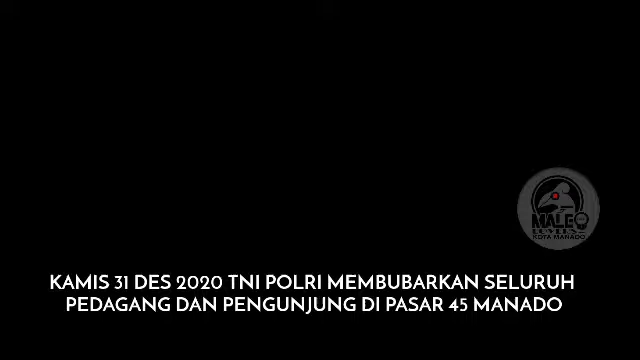 MALEO
KOTA MANADO
KAMIS 31 DES 2020 TNI POLRI MEMBUBARKAN SELURUH
PEDAGANG DAN PENGUNJUNG DI PASAR 45 MANADO